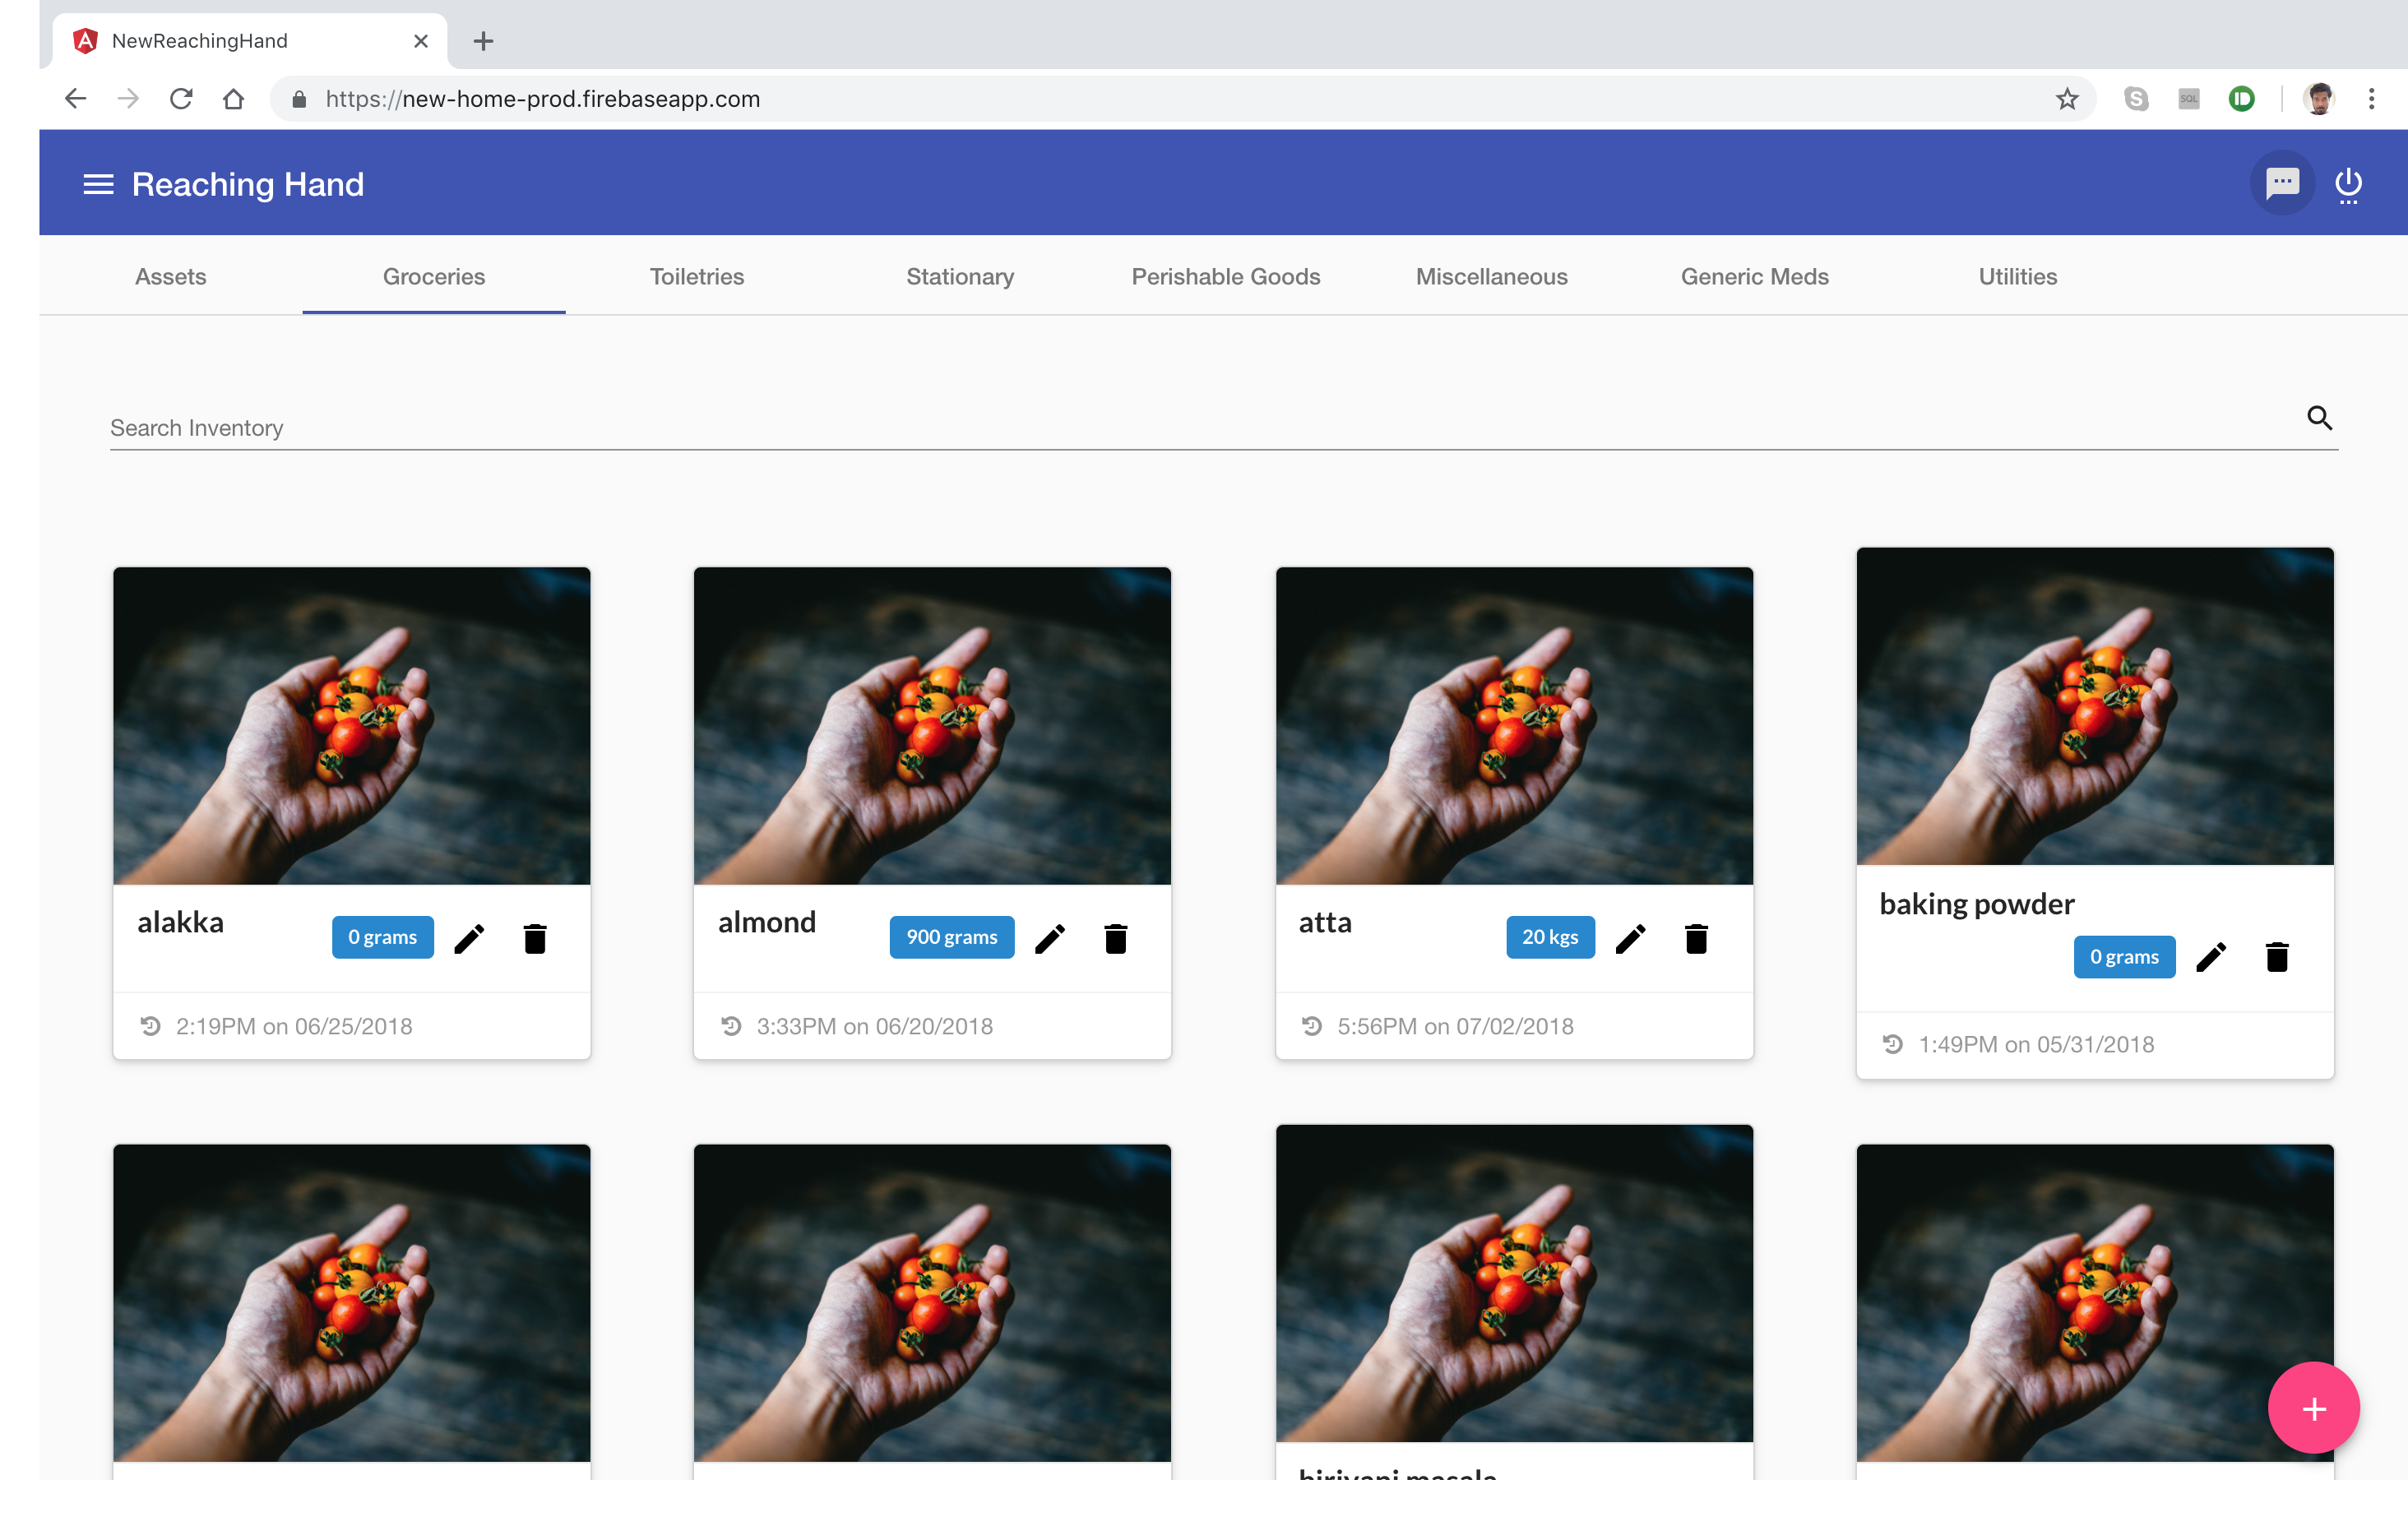 NewReachingHand
https://new-home-prod.firebaseapp.com
SQL
Reaching Hand
Assets Groceries Toiletries Stationary Perishable Goods Miscellaneous Generic Meds Utilities
Search Inventory
alakka
0 grams
2:19PM on 06/25/2018
almond
900 grams
3:33PM on 06/20/2018
atta
20 kgs
5:56PM on 07/02/2018
baking powder
0 grams
1:49PM on 05/31/2018
biriyani masala